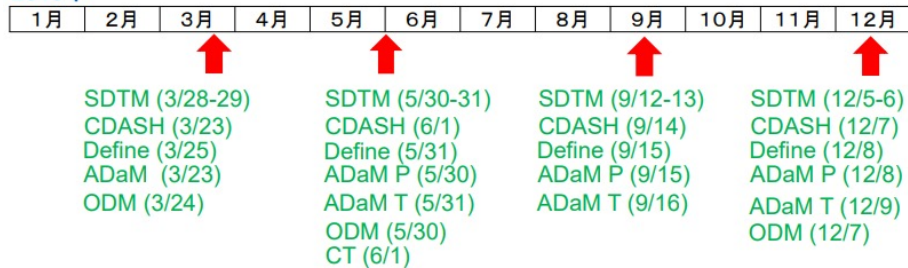 1月 2月 3月 4月 5月 6月 7月 8月 9月 10月 11月 12月
SDTM (3/28-29)
CDASH (3/23)
Define (3/25)
ADaM (3/23)
ODM (3/24)
SDTM (5/30-31)
CDASH (6/1)
Define (5/31)
ADaM P (5/30)
ADaM T (5/31)
ODM (5/30)
CT (6/1)
SDTM (9/12-13)
CDASH (9/14)
Define (9/15)
ADaM P (9/15)
ADaM T (9/16)
SDTM (12/5-6)
CDASH (12/7)
Define (12/8)
ADaM P (12/8)
ADaM T (12/9)
ODM (12/7)